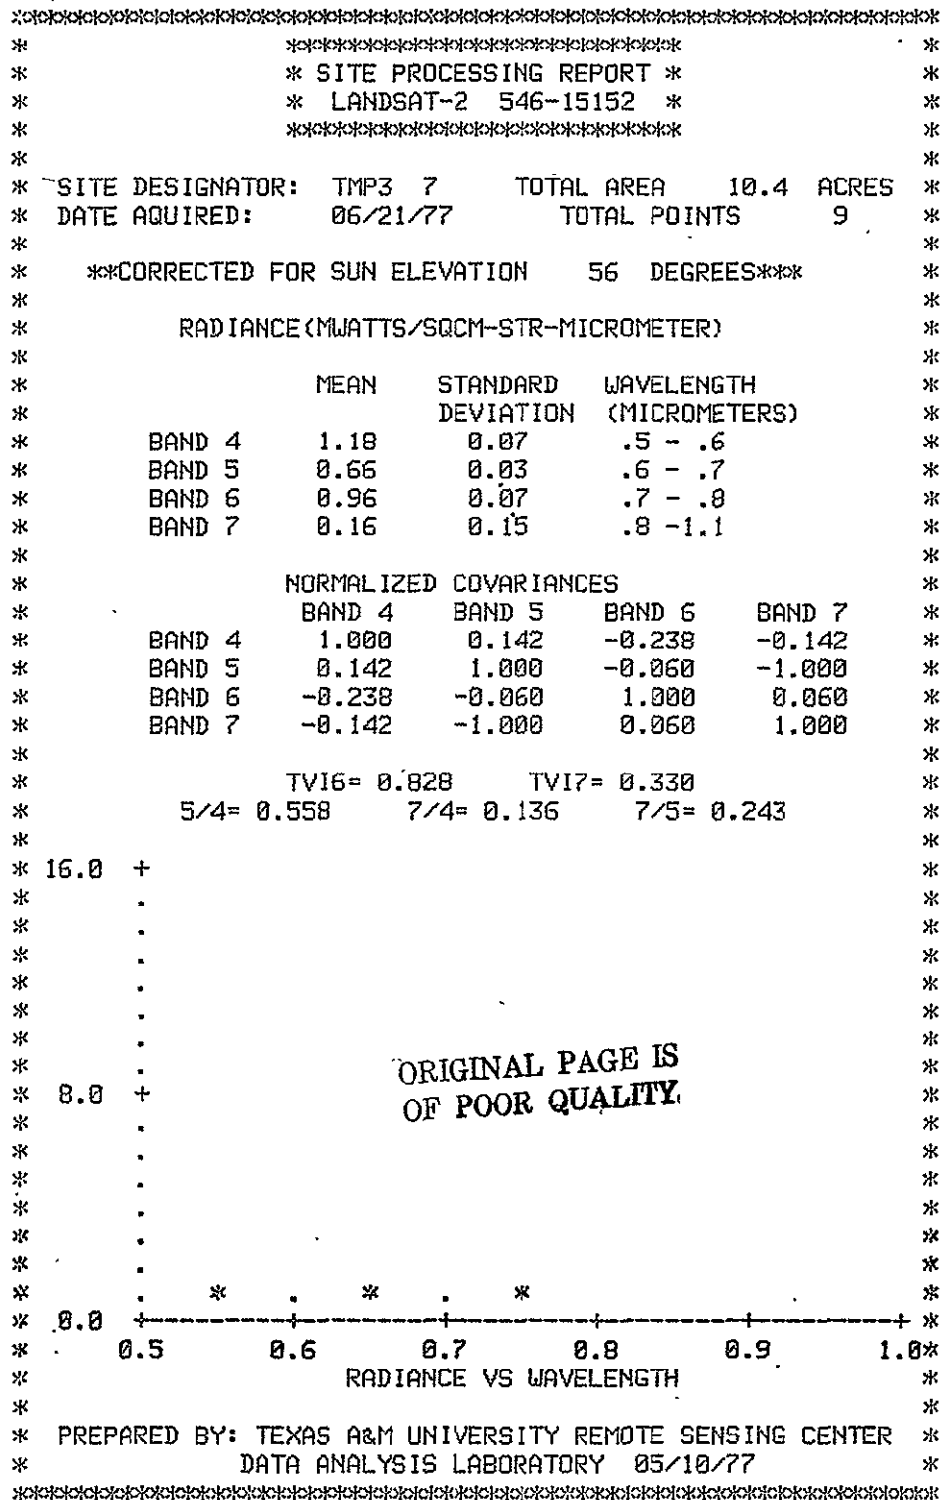 * SITE PROCESSING REPORT *
* LANDSAT-2 546-15152 *
SITE DESIGNATOR: TMP3 7 TOTAL AREA 10.4 ACRES
DATE AQUIRED: 06/21/77 TOTAL POINTS 9
**CORRECTED FOR SUN ELEVATION 56 DEGREES***
RADIANCE(MWATTS/SQCM-STR-MICROMETER)
MEAN STANDARD WAVELENGTH
DEVIATION (MICROMETERS)
BAND 4 1.18 0.07 .5 - .6
BAND 5 0.66 0.03 .6 - .7
BAND 6 0.96 0.07 .7 - .8
BAND 7 0.16 0.15 .8 -1.1
NORMALIZED COVARIANCES
BAND 4 BAND 5 BAND 6 BAND 7
BAND 4 1.000 0.142 -0.238 -0.142
BAND 5 0.142 1.000 -0.060 -1.000
BAND 6 -0.238 -0.060 1.000 0.060
BAND 7 -0.142 -1.000 0.060 1.000
TVI6= 0.828 TVI7= 0.330
5/4= 0.558 7/4= 0.136 7/5= 0.243
16.0
ORIGINAL PAGE IS
8.0
OF POOR QUALITY
0.0
0.5 0.6 0.7 0.8 0.9 1.0
RADIANCE VS WAVELENGTH
PREPARED BY: TEXAS A&M UNIVERSITY REMOTE SENSING CENTER
DATA ANALYSIS LABORATORY 05/10/77